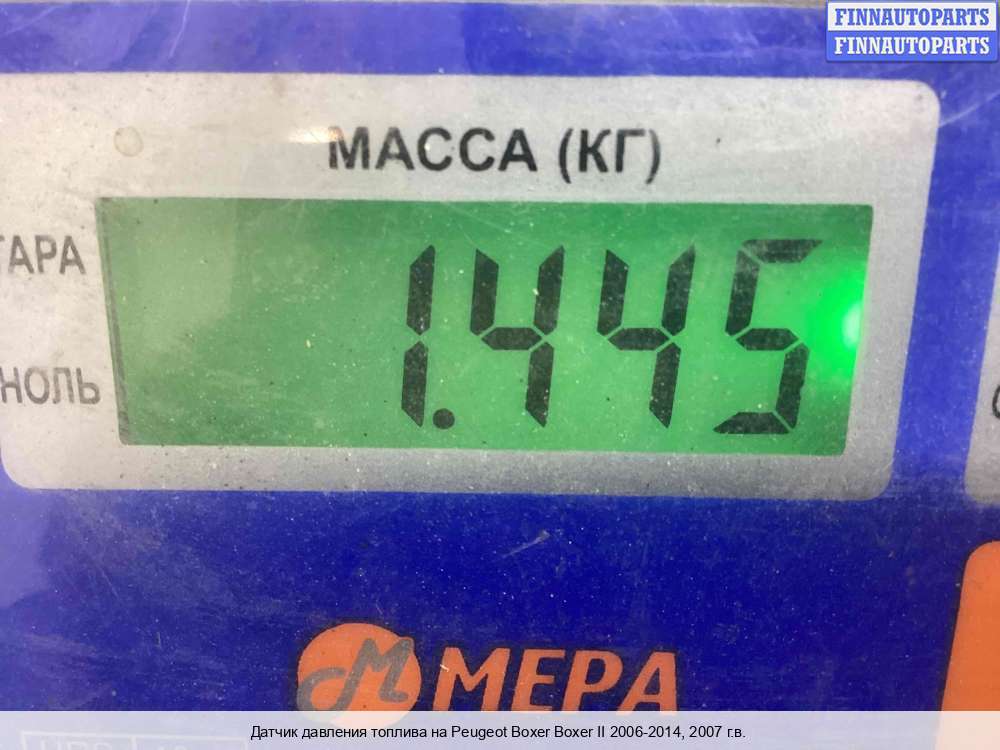 FINNAUTOPARTS
FINNAUTOPARTS
МАССА (КГ)
ТАРА
1.445
НОЛЬ
М МЕРА
Датчик давления топлива на Peugeot Boxer Boxer II 2006-2014, 2007 г.в.